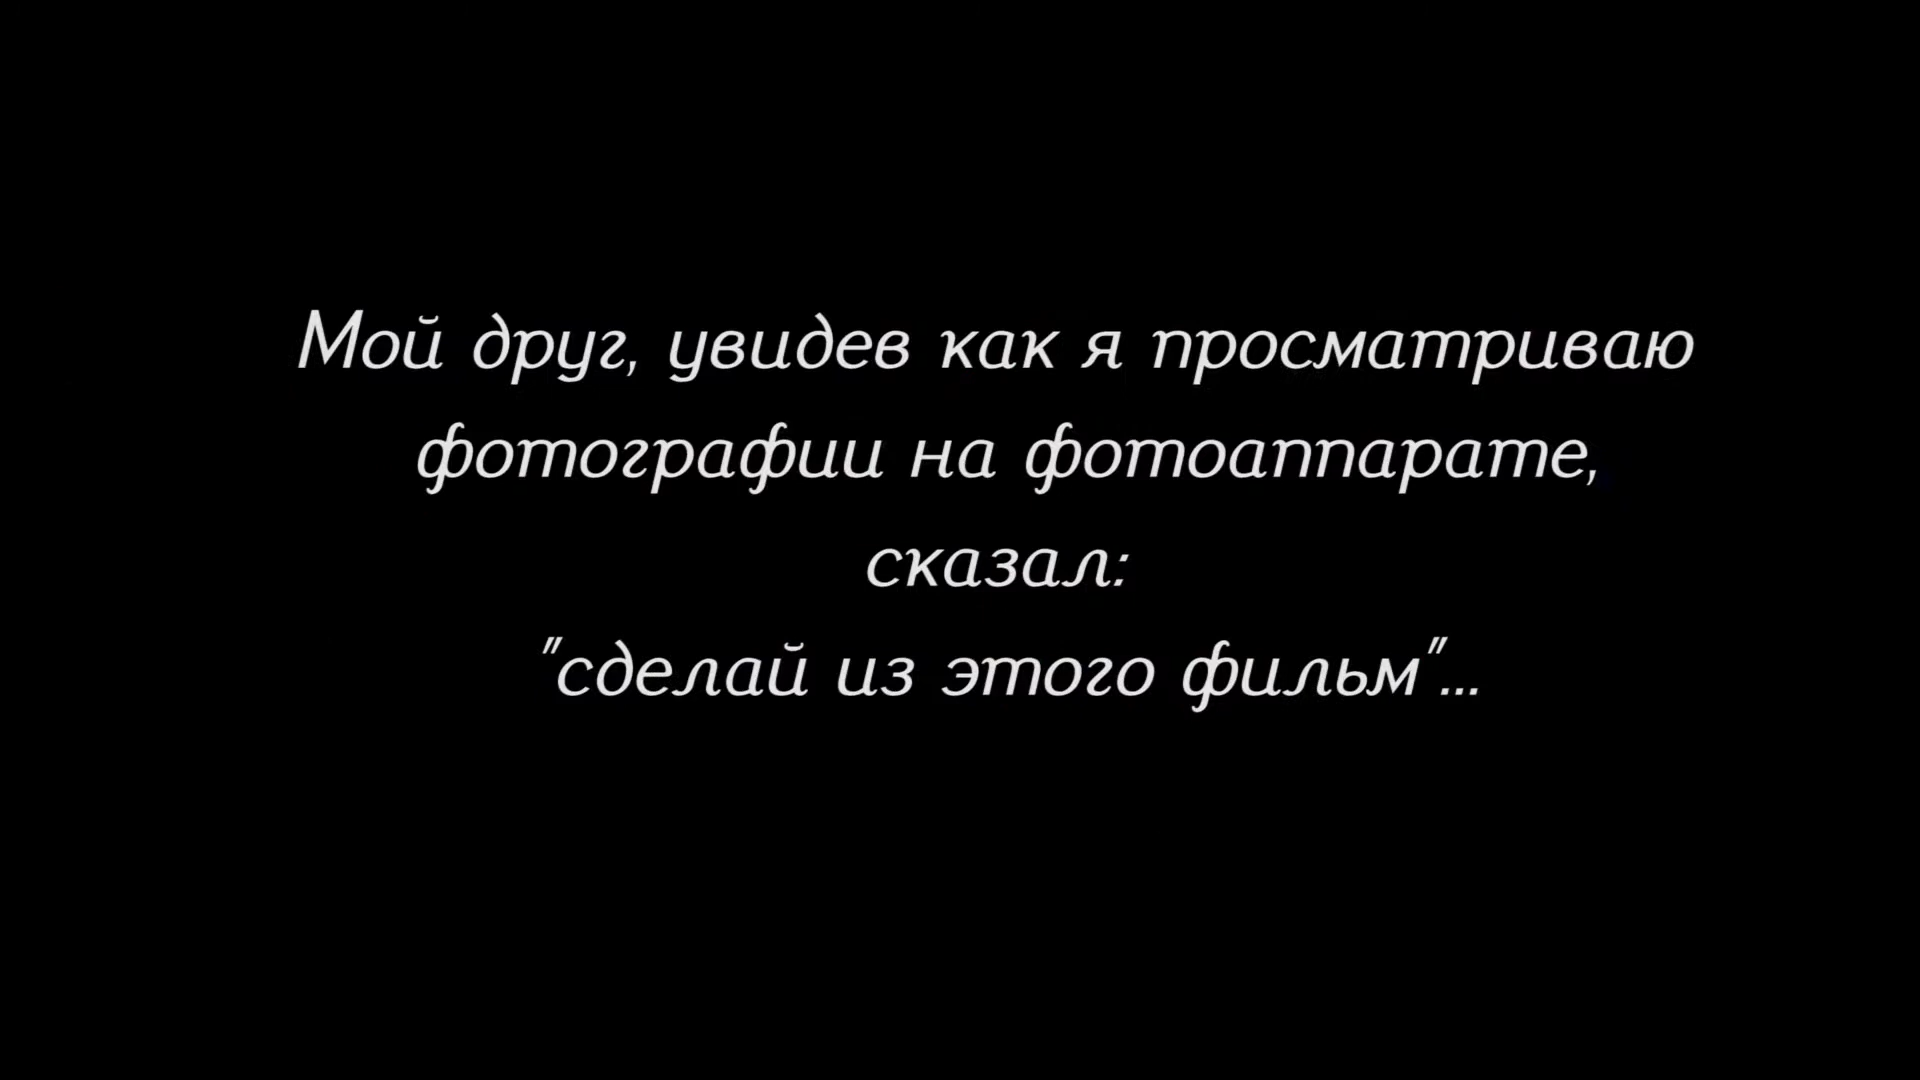 Мой друг, увидев как я просматриваю
фотографии на фотоаппарате,
сказал:
"сделай из этого фильм"...